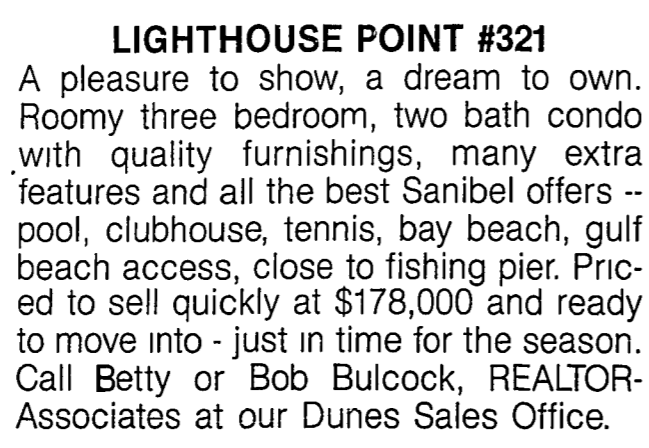 LIGHTHOUSE POINT #321
A pleasure to show, a dream to own.
Roomy three bedroom, two bath condo
with quality furnishings, many extra
features and all the best Sanibel offers --
pool, clubhouse, tennis, bay beach, gulf
beach access, close to fishing pier. Pric-
ed to sell quickly at $178,000 and ready
to move into - just in time for the season.
Call Betty or Bob Bulcock, REALTOR-
Associates at our Dunes Sales Office.